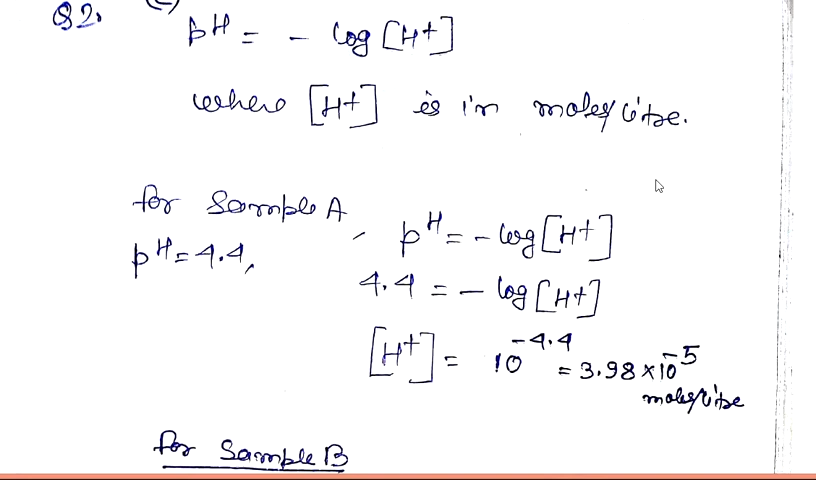 Q2. (c)
pH = - log [H+]
where [H+] is in moles/litre.
for Sample A, pH = - log [H+]
pH = 4.4,
4.4 = - log [H+]
[H+] = 10^-4.4 = 3.98 × 10^-5
moles/litre
for Sample B